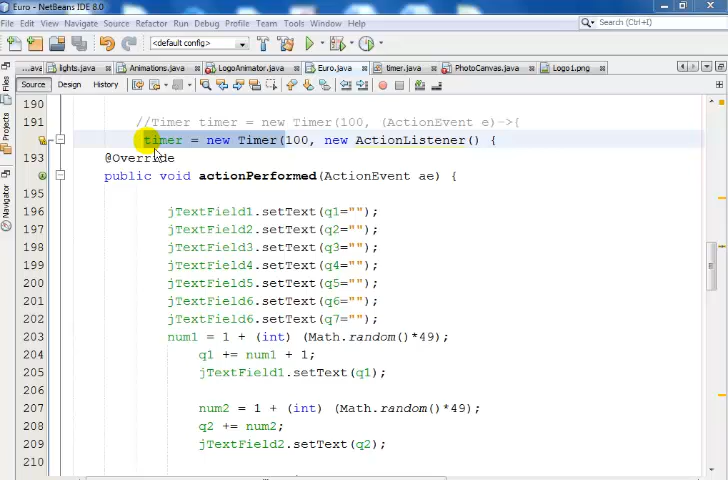 Euro - NetBeans IDE 8.0
File Edit View Navigate Source Refactor Run Debug Profile Team Tools Window Help
Search (Ctrl+I)
<default config>
...ava lights.java Animations.java LogoAnimator.java Euro.java timer.java PhotoCanvas.java Logo1.png
Source Design History
Files
Projects
Navigator
190
191 //Timer timer = new Timer(100, (ActionEvent e)->{
timer = new Timer(100, new ActionListener() {
193 @Override
public void actionPerformed(ActionEvent ae) {
195
196 jTextField1.setText(q1="");
197 jTextField2.setText(q2="");
198 jTextField3.setText(q3="");
199 jTextField4.setText(q4="");
200 jTextField5.setText(q5="");
201 jTextField6.setText(q6="");
202 jTextField6.setText(q7="");
203 num1 = 1 + (int) (Math.random()*49);
204 q1 += num1 + 1;
205 jTextField1.setText(q1);
206
207 num2 = 1 + (int) (Math.random()*49);
208 q2 += num2;
209 jTextField2.setText(q2);
210